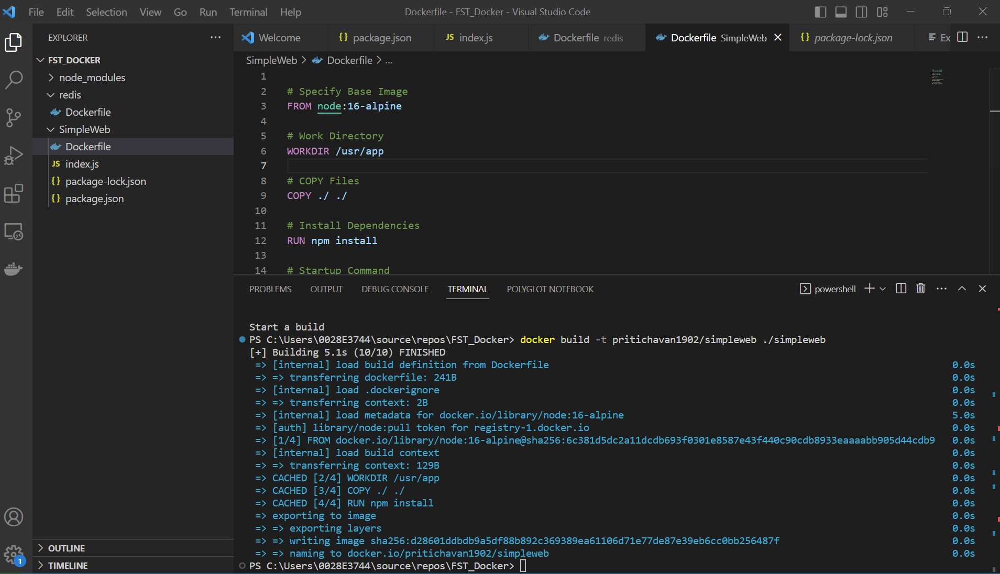 File Edit Selection View Go Run Terminal Help
Dockerfile - FST_Docker - Visual Studio Code
EXPLORER
FST_DOCKER
node_modules
redis
Dockerfile
SimpleWeb
Dockerfile
index.js
package-lock.json
package.json
OUTLINE
TIMELINE
1
Welcome
package.json
index.js
Dockerfile redis
Dockerfile SimpleWeb
package-lock.json
Ex
SimpleWeb > Dockerfile > ...
1
2 # Specify Base Image
3 FROM node:16-alpine
4
5 # Work Directory
6 WORKDIR /usr/app
7
8 # COPY Files
9 COPY ./ ./
10
11 # Install Dependencies
12 RUN npm install
13
14 # Startup Command
PROBLEMS OUTPUT DEBUG CONSOLE TERMINAL POLYGLOT NOTEBOOK
powershell
Start a build
PS C:\Users\0028E3744\source\repos\FST_Docker> docker build -t pritichavan1902/simpleweb ./simpleweb
[+] Building 5.1s (10/10) FINISHED
=> [internal] load build definition from Dockerfile 0.0s
=> => transferring dockerfile: 241B 0.0s
=> [internal] load .dockerignore 0.0s
=> => transferring context: 2B 0.0s
=> [internal] load metadata for docker.io/library/node:16-alpine 5.0s
=> [auth] library/node:pull token for registry-1.docker.io 0.0s
=> [1/4] FROM docker.io/library/node:16-alpine@sha256:6c381d5dc2a11dcdb693f0301e8587e43f440c90cdb8933eaaaabb905d44cdb9 0.0s
=> [internal] load build context 0.0s
=> => transferring context: 129B 0.0s
=> CACHED [2/4] WORKDIR /usr/app 0.0s
=> CACHED [3/4] COPY ./ ./ 0.0s
=> CACHED [4/4] RUN npm install 0.0s
=> exporting to image 0.0s
=> => exporting layers 0.0s
=> => writing image sha256:d28601ddbdb9a5df88b892c369389ea61106d71e77de87e39eb6cc0bb256487f 0.0s
=> => naming to docker.io/pritichavan1902/simpleweb 0.0s
PS C:\Users\0028E3744\source\repos\FST_Docker>